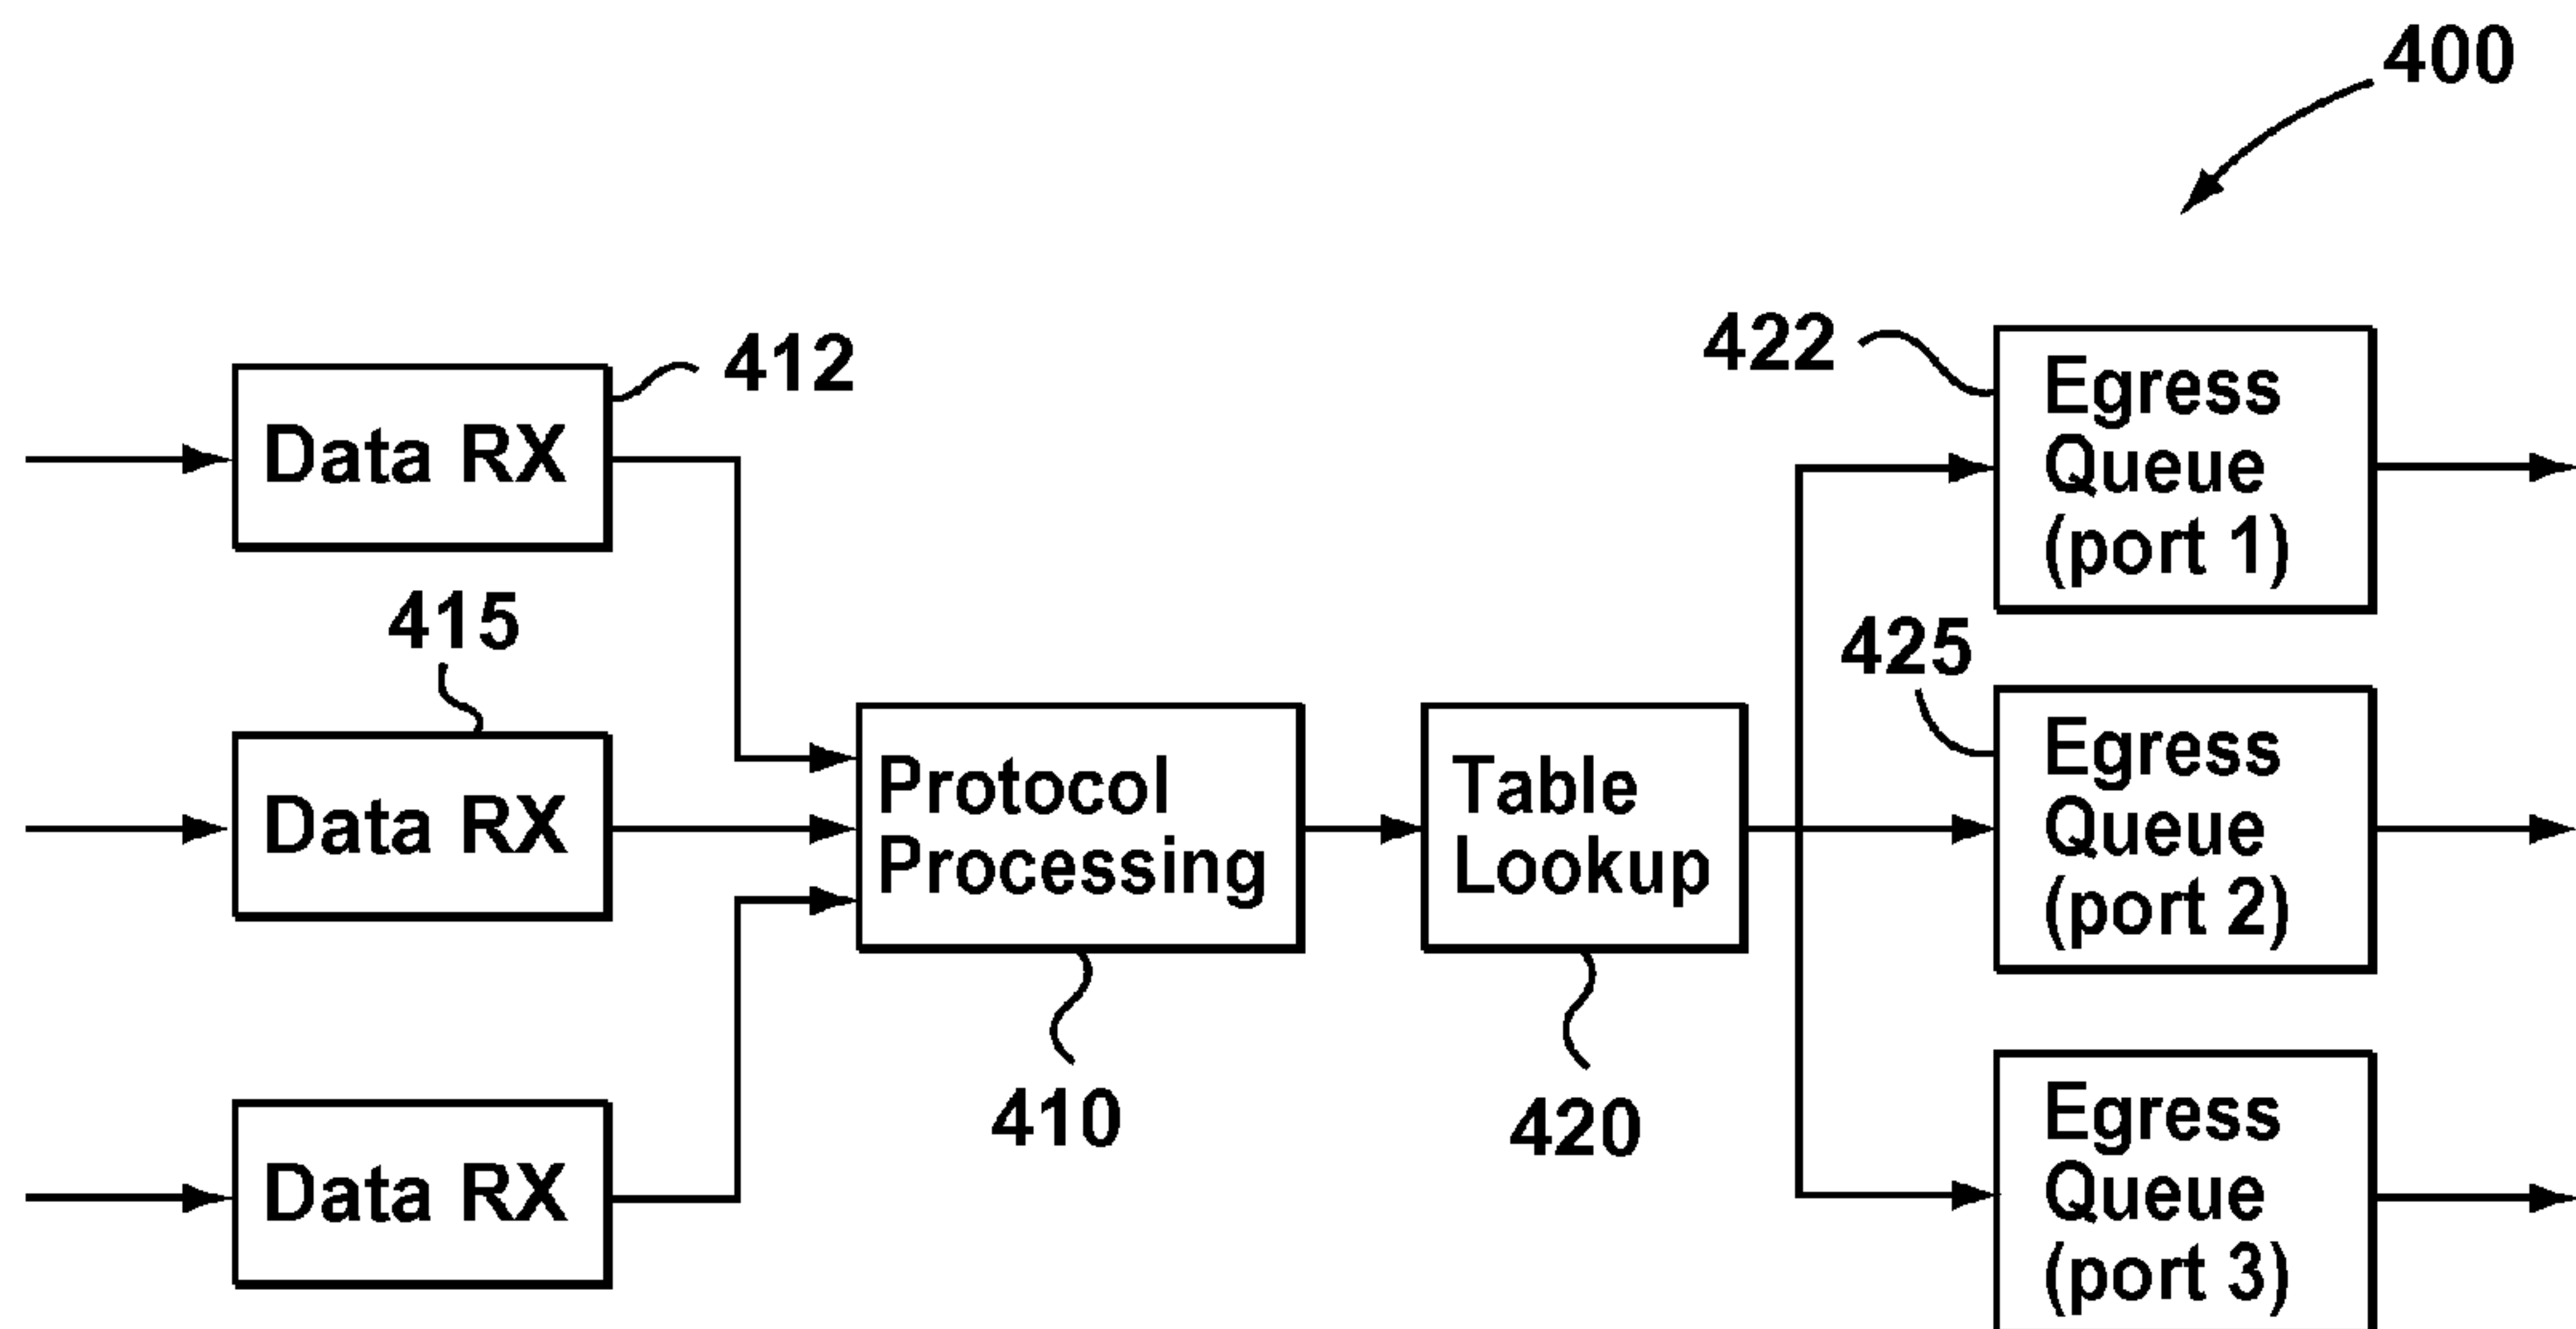 400
412
Data RX
415
Data RX
Data RX
Protocol
Processing
410
Table
Lookup
420
422
Egress
Queue
(port 1)
425
Egress
Queue
(port 2)
Egress
Queue
(port 3)